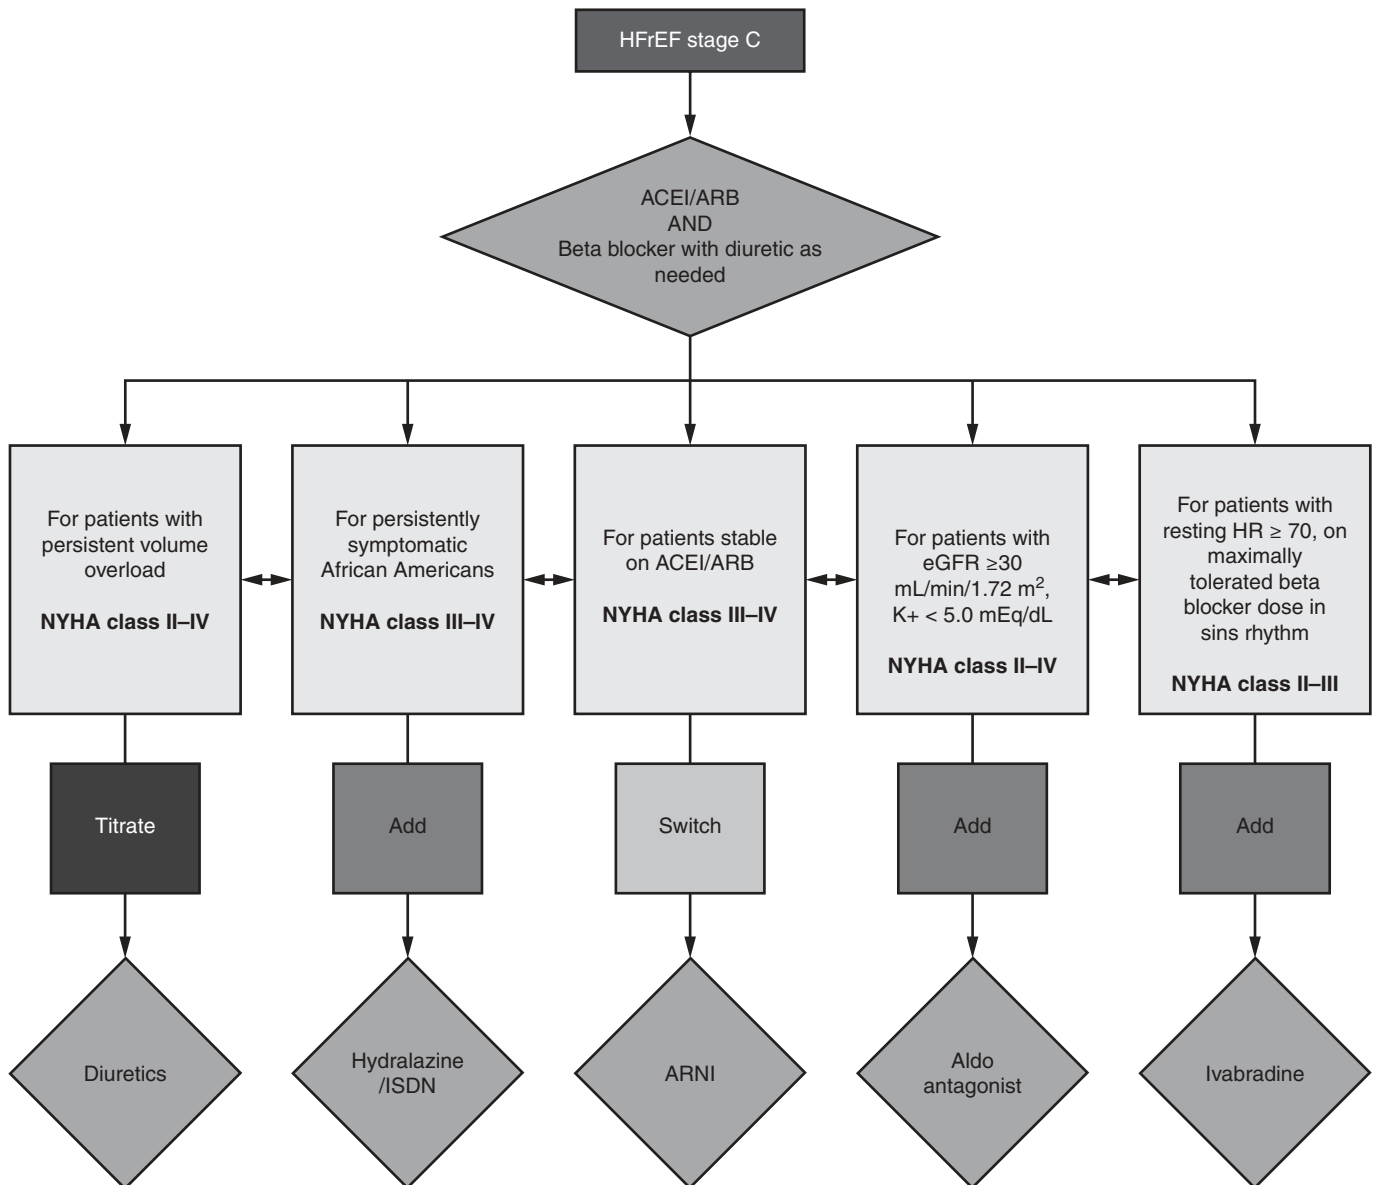 HFrEF stage C
ACEI/ARB
AND
Beta blocker with diuretic as
needed
For patients with
persistent volume
overload
NYHA class II–IV
For persistently
symptomatic
African Americans
NYHA class III–IV
For patients stable
on ACEI/ARB
NYHA class III–IV
For patients with
eGFR ≥30
mL/min/1.72 m²,
K+ < 5.0 mEq/dL
NYHA class II–IV
For patients with
resting HR ≥ 70, on
maximally
tolerated beta
blocker dose in
sins rhythm
NYHA class II–III
Titrate
Add
Switch
Add
Add
Diuretics
Hydralazine
/ISDN
ARNI
Aldo
antagonist
Ivabradine